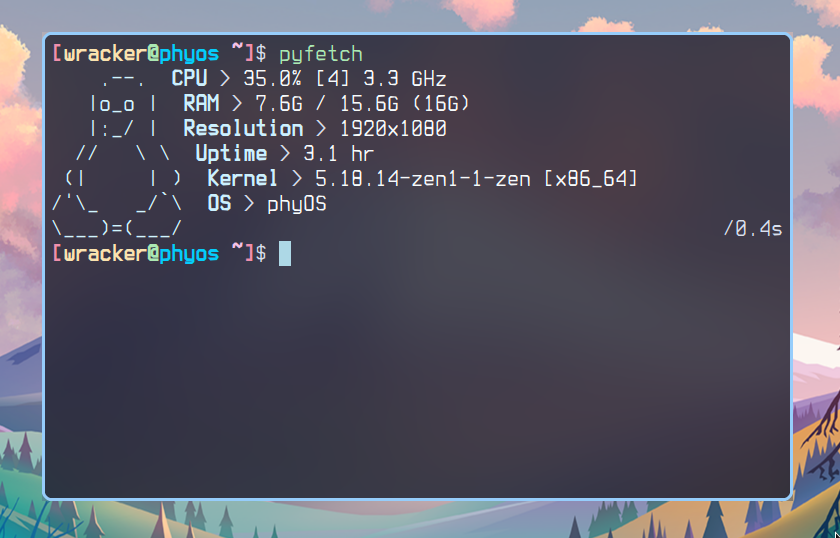 [wracker@phyos ~]$ pyfetch
    .--.  CPU > 35.0% [4] 3.3 GHz
   |o_o |  RAM > 7.6G / 15.6G (16G)
   |:_/ |  Resolution > 1920x1080
  //   \ \  Uptime > 3.1 hr
 (|     | )  Kernel > 5.18.14-zen1-1-zen [x86_64]
/'\_   _/`\  OS > phyOS
\___)=(___/ /0.4s
[wracker@phyos ~]$